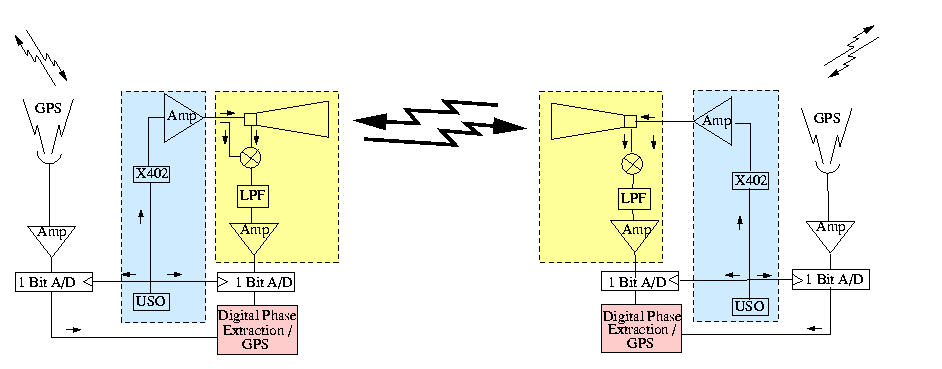 GPS
Amp
X402
LPF
Amp
Amp
1 Bit A/D
1 Bit A/D
USO
Digital Phase
Extraction /
GPS
GPS
Amp
X402
LPF
Amp
Amp
1 Bit A/D
1 Bit A/D
USO
Digital Phase
Extraction /
GPS